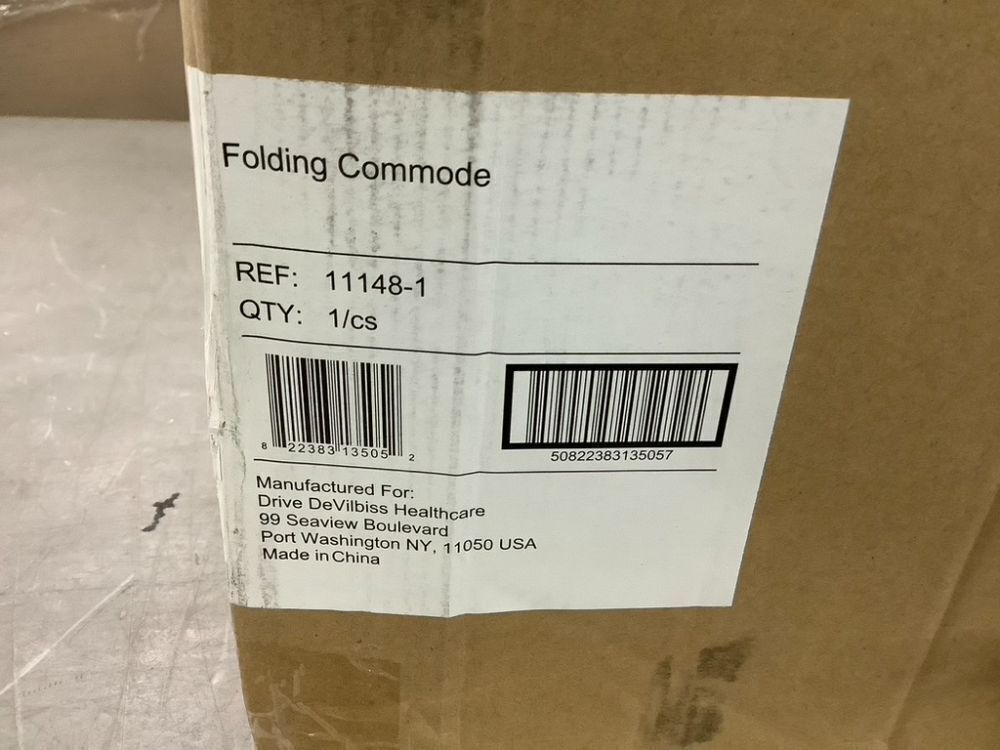 Folding Commode
REF: 11148-1
QTY: 1/cs
8 22383 13505 2
50822383135057
Manufactured For:
Drive DeVilbiss Healthcare
99 Seaview Boulevard
Port Washington NY, 11050 USA
Made in China